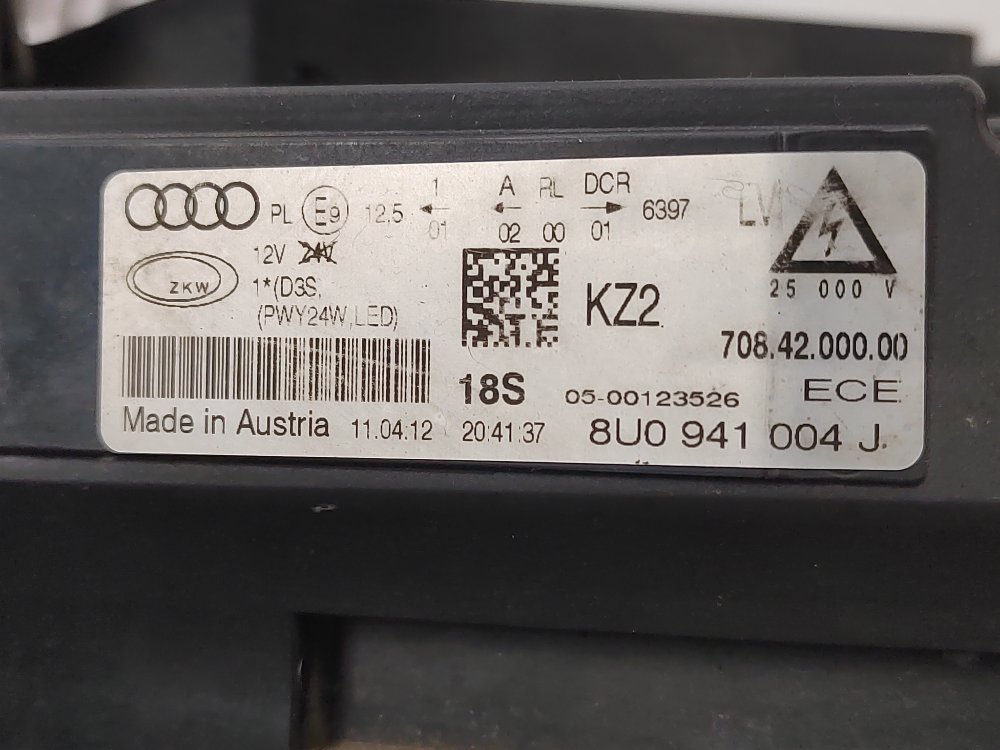 PL E9 12.5 1 A RL DCR 6397
01 02 00 01
12V 24V
ZKW
1*(D3S,
(PWY24W,LED)
KZ2
25 000 V
708.42.000.00
18S 05-00123526 ECE
Made in Austria 11.04.12 20:41:37 8U0 941 004 J.